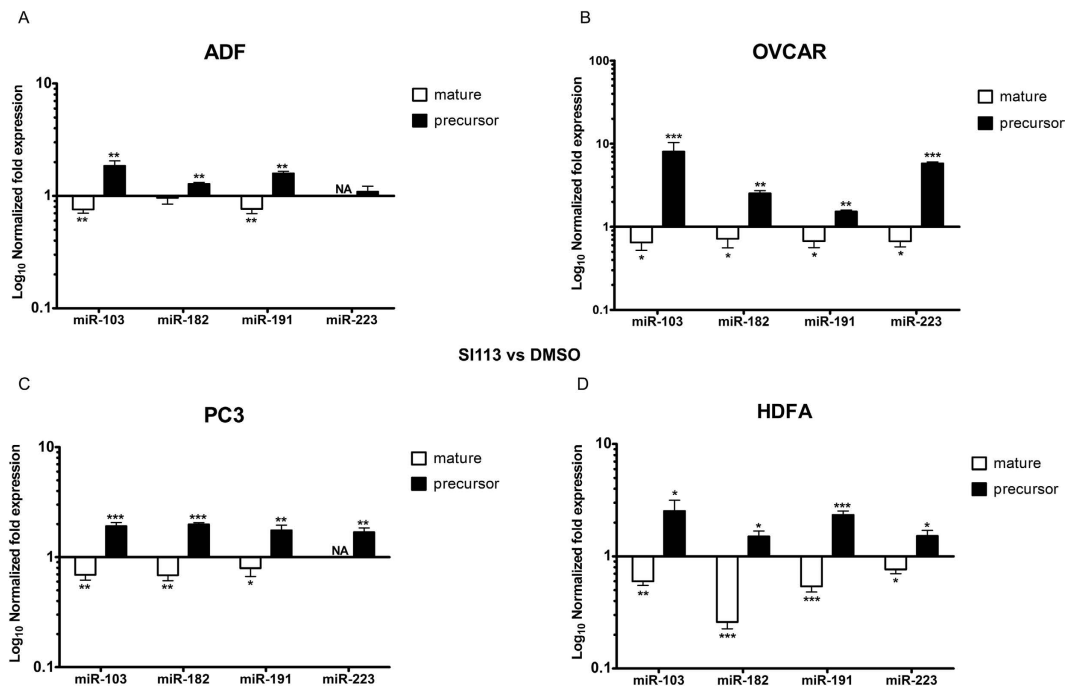 A
ADF
Log10 Normalized fold expression
10
1
0.1
**
**
**
**
**
NA
miR-103 miR-182 miR-191 miR-223
mature
precursor
B
OVCAR
Log10 Normalized fold expression
100
10
1
0.1
***
**
**
***
*
*
*
*
miR-103 miR-182 miR-191 miR-223
mature
precursor
SI113 vs DMSO
C
PC3
Log10 Normalized fold expression
10
1
0.1
***
***
**
**
NA
**
**
*
miR-103 miR-182 miR-191 miR-223
mature
precursor
D
HDFA
Log10 Normalized fold expression
10
1
0.1
*
*
***
*
**
***
***
*
miR-103 miR-182 miR-191 miR-223
mature
precursor